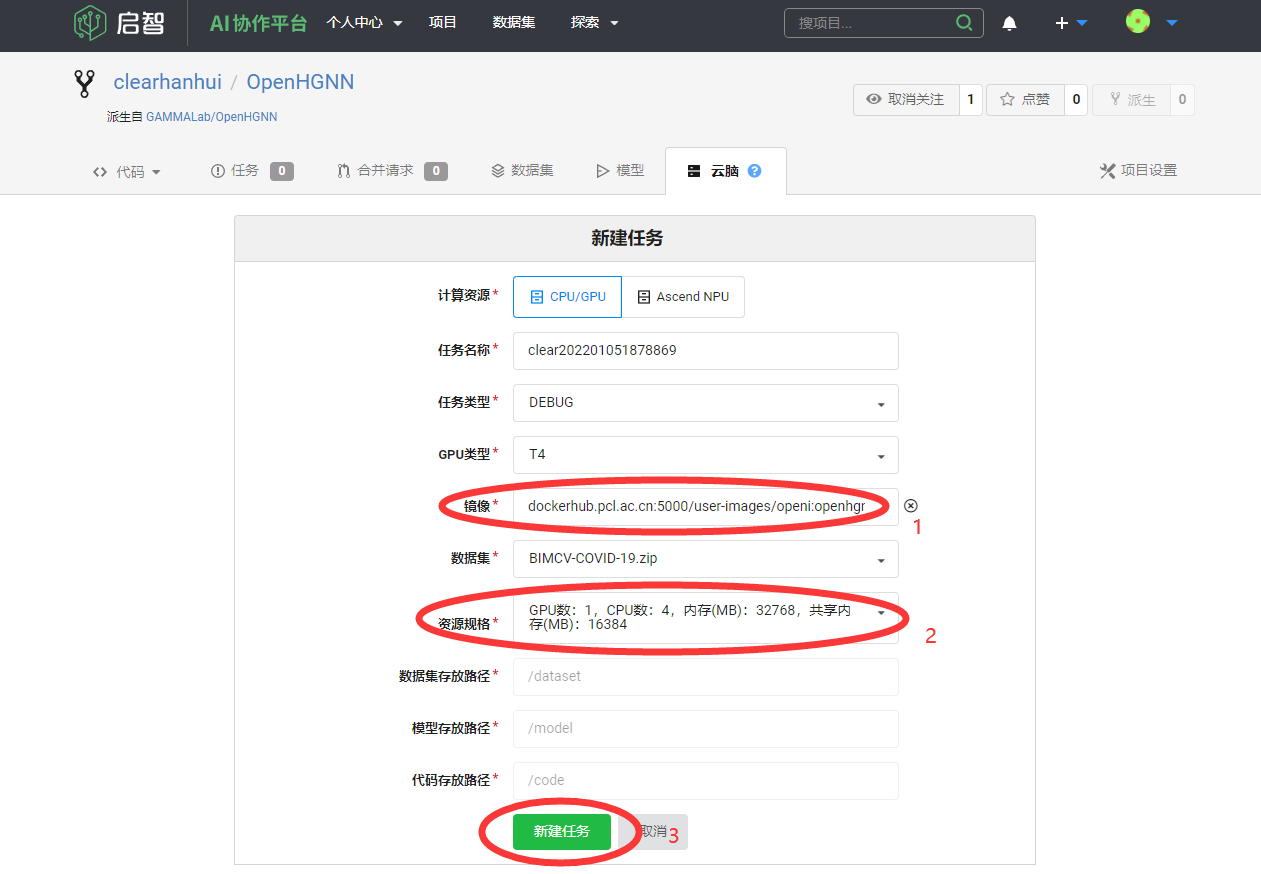 启智 AI协作平台 个人中心 项目 数据集 探索 搜项目...
clearhanhui / OpenHGNN
派生自 GAMMALab/OpenHGNN
取消关注 1 点赞 0 派生 0
代码 任务 0 合并请求 0 数据集 模型 云脑 ? 项目设置
新建任务
计算资源* CPU/GPU Ascend NPU
任务名称* clear202201051878869
任务类型* DEBUG
GPU类型* T4
镜像* dockerhub.pcl.ac.cn:5000/user-images/openi:openhgr
1
数据集* BIMCV-COVID-19.zip
资源规格* GPU数：1，CPU数：4，内存(MB)：32768，共享内
存(MB)：16384
2
数据集存放路径* /dataset
模型存放路径* /model
代码存放路径* /code
新建任务 取消 3